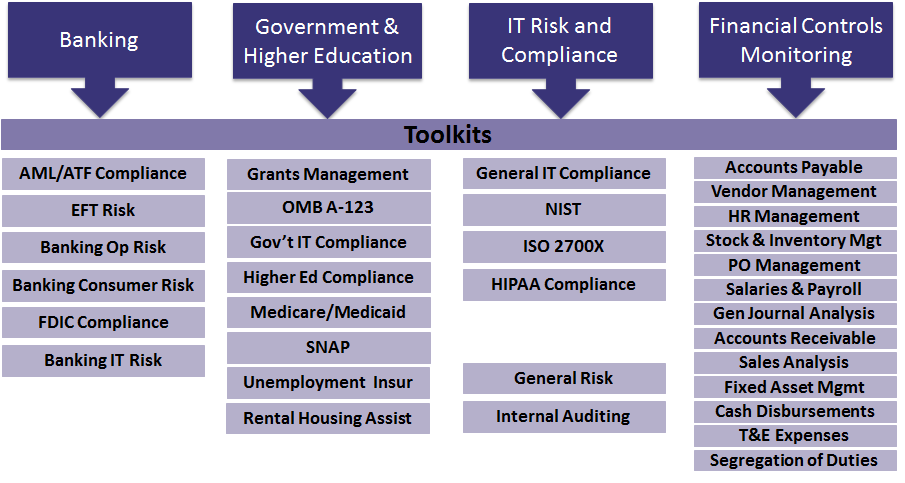 Banking
Government &
Higher Education
IT Risk and
Compliance
Financial Controls
Monitoring
Toolkits
AML/ATF Compliance
EFT Risk
Banking Op Risk
Banking Consumer Risk
FDIC Compliance
Banking IT Risk
Grants Management
OMB A-123
Gov’t IT Compliance
Higher Ed Compliance
Medicare/Medicaid
SNAP
Unemployment Insur
Rental Housing Assist
General IT Compliance
NIST
ISO 2700X
HIPAA Compliance
General Risk
Internal Auditing
Accounts Payable
Vendor Management
HR Management
Stock & Inventory Mgt
PO Management
Salaries & Payroll
Gen Journal Analysis
Accounts Receivable
Sales Analysis
Fixed Asset Mgmt
Cash Disbursements
T&E Expenses
Segregation of Duties